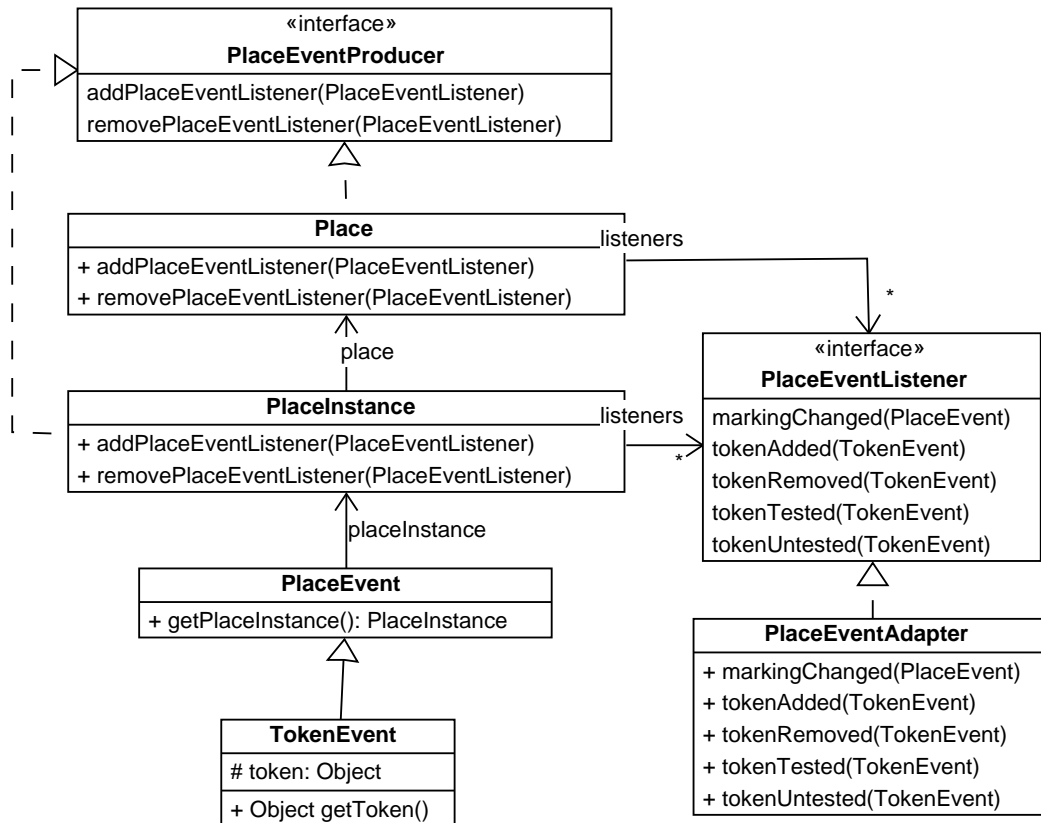 «interface»
PlaceEventProducer
addPlaceEventListener(PlaceEventListener)
removePlaceEventListener(PlaceEventListener)
Place
+ addPlaceEventListener(PlaceEventListener)
+ removePlaceEventListener(PlaceEventListener)
listeners
*
place
PlaceInstance
+ addPlaceEventListener(PlaceEventListener)
+ removePlaceEventListener(PlaceEventListener)
listeners
*
«interface»
PlaceEventListener
markingChanged(PlaceEvent)
tokenAdded(TokenEvent)
tokenRemoved(TokenEvent)
tokenTested(TokenEvent)
tokenUntested(TokenEvent)
placeInstance
PlaceEvent
+ getPlaceInstance(): PlaceInstance
PlaceEventAdapter
+ markingChanged(PlaceEvent)
+ tokenAdded(TokenEvent)
+ tokenRemoved(TokenEvent)
+ tokenTested(TokenEvent)
+ tokenUntested(TokenEvent)
TokenEvent
# token: Object
+ Object getToken()